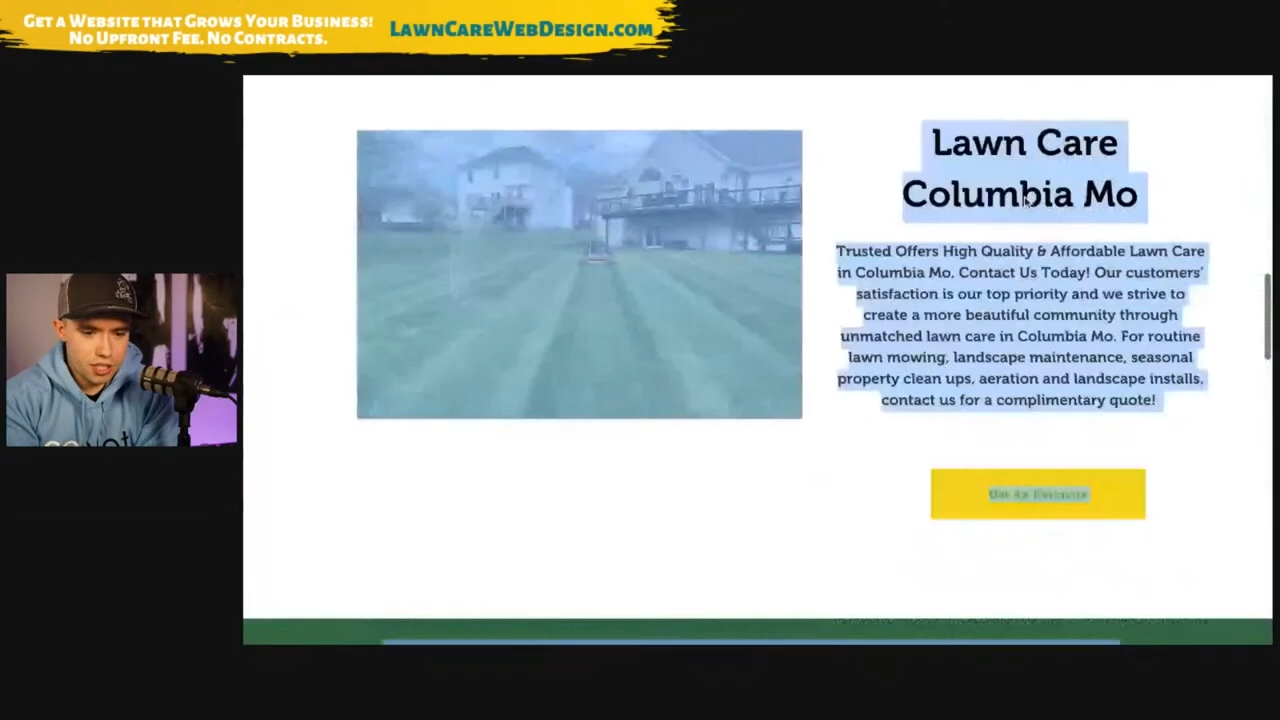 Get a Website that Grows Your Business!
No Upfront Fee. No Contracts.
LawnCareWebDesign.com
Lawn Care
Columbia Mo
Trusted Offers High Quality & Affordable Lawn Care
in Columbia Mo. Contact Us Today! Our customers'
satisfaction is our top priority and we strive to
create a more beautiful community through
unmatched lawn care in Columbia Mo. For routine
lawn mowing, landscape maintenance, seasonal
property clean ups, aeration and landscape installs,
contact us for a complimentary quote!